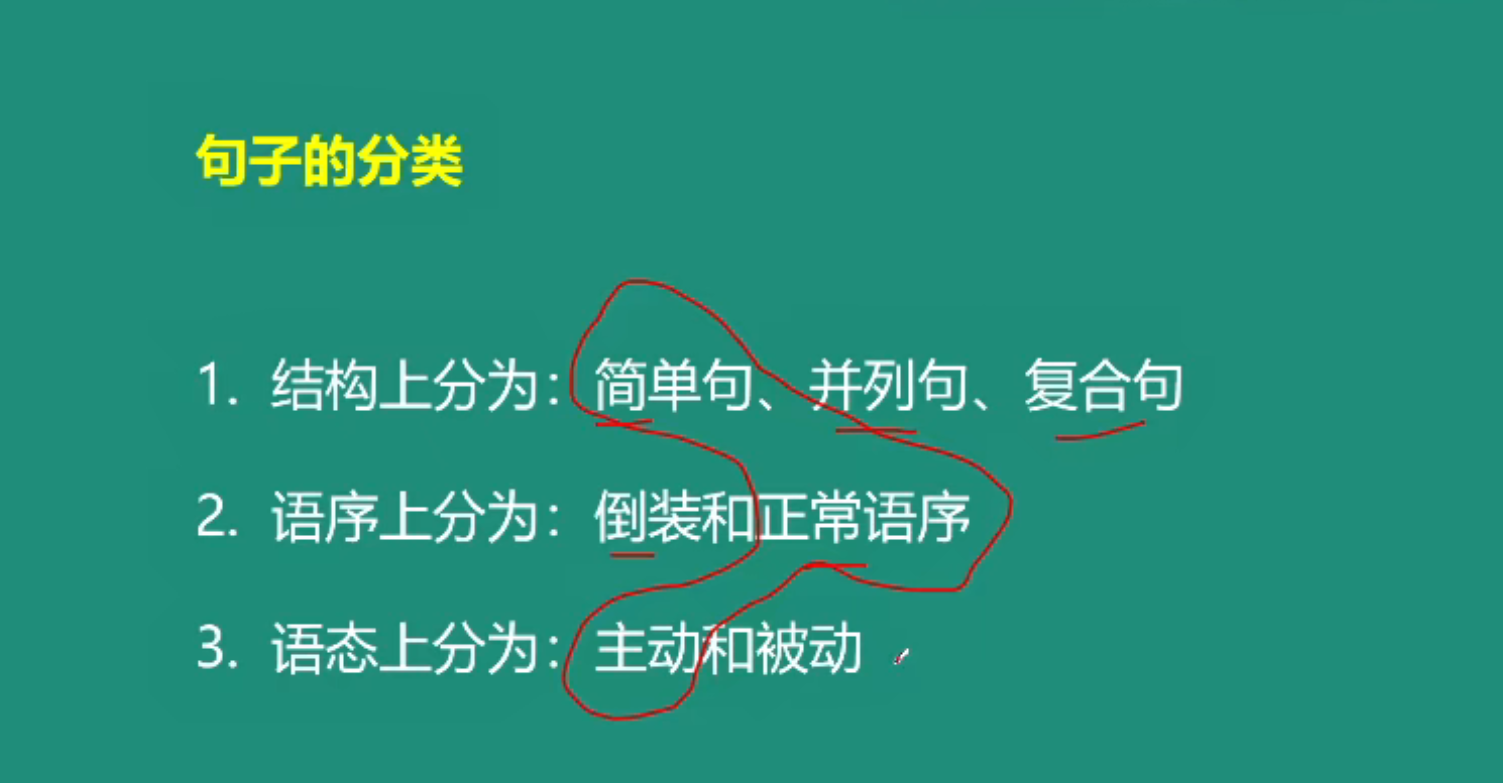 句子的分类
1. 结构上分为：简单句、并列句、复合句
2. 语序上分为：倒装和正常语序
3. 语态上分为：主动和被动